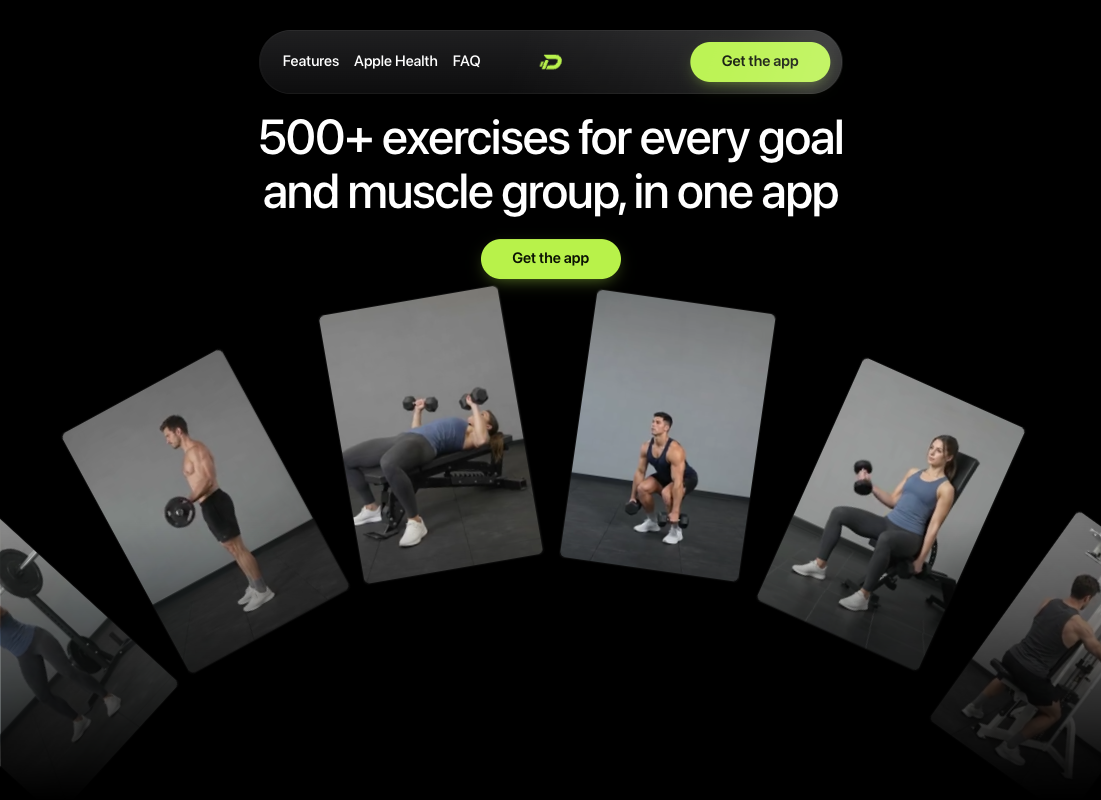 Features Apple Health FAQ Get the app
500+ exercises for every goal
and muscle group, in one app
Get the app